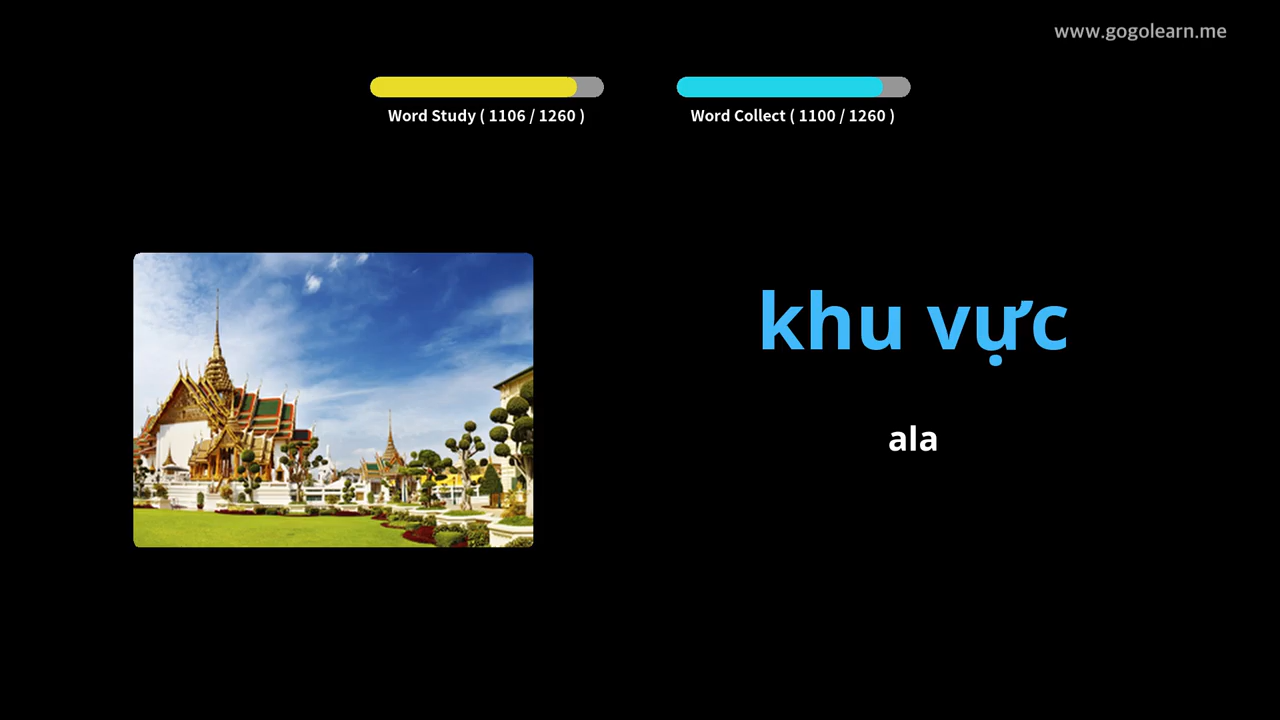 www.gogolearn.me
Word Study ( 1106 / 1260 )
Word Collect ( 1100 / 1260 )
khu vực
ala